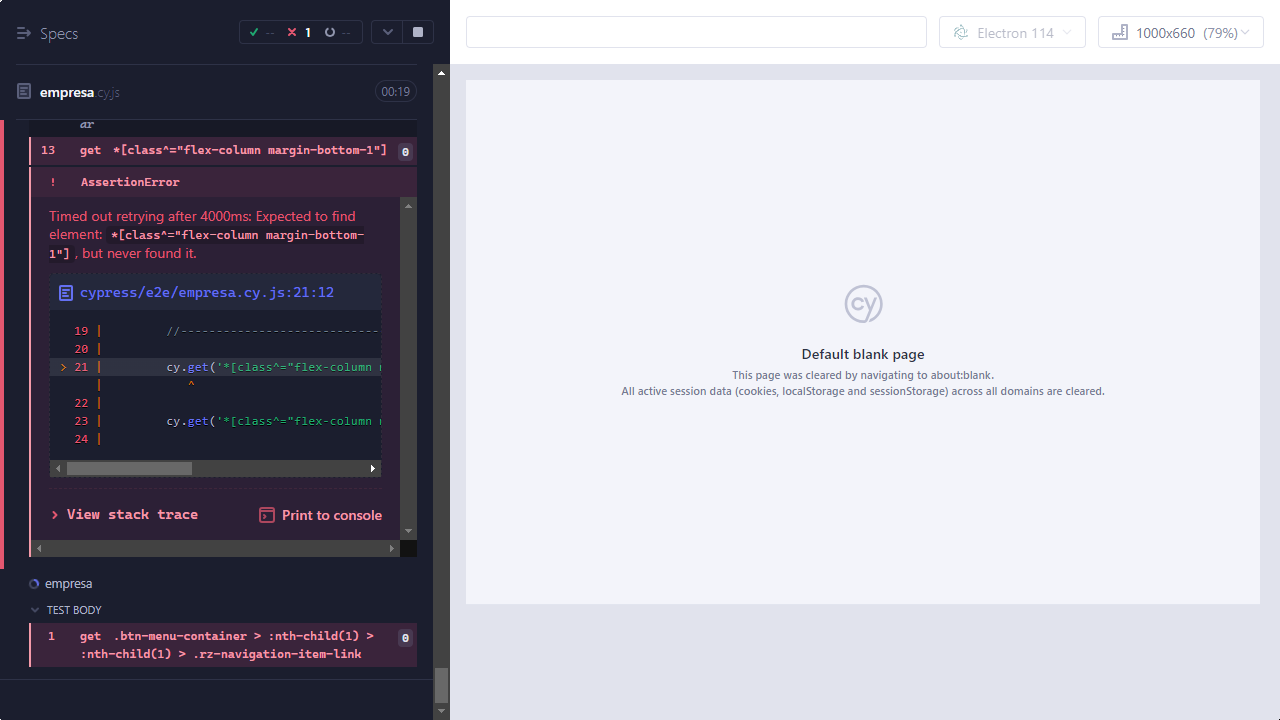 Specs
--
1
--
Electron 114
1000x660 (79%)
empresa.cy.js
00:19
ar
13 get *[class^="flex-column margin-bottom-1"] 0
! AssertionError
Timed out retrying after 4000ms: Expected to find
element: *[class^="flex-column margin-bottom-
1"], but never found it.
cypress/e2e/empresa.cy.js:21:12
19 | //----------------------------
20 |
> 21 | cy.get('*[class^="flex-column
| ^
22 |
23 | cy.get('*[class^="flex-column
24 |
View stack trace
Print to console
empresa
TEST BODY
1 get .btn-menu-container > :nth-child(1) > 0
:nth-child(1) > .rz-navigation-item-link
cy
Default blank page
This page was cleared by navigating to about:blank.
All active session data (cookies, localStorage and sessionStorage) across all domains are cleared.